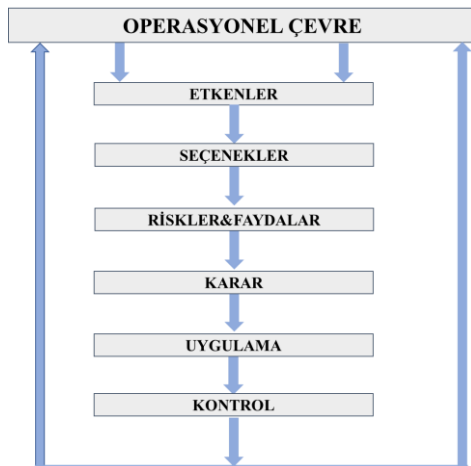 OPERASYONEL ÇEVRE
ETKENLER
SEÇENEKLER
RİSKLER&FAYDALAR
KARAR
UYGULAMA
KONTROL